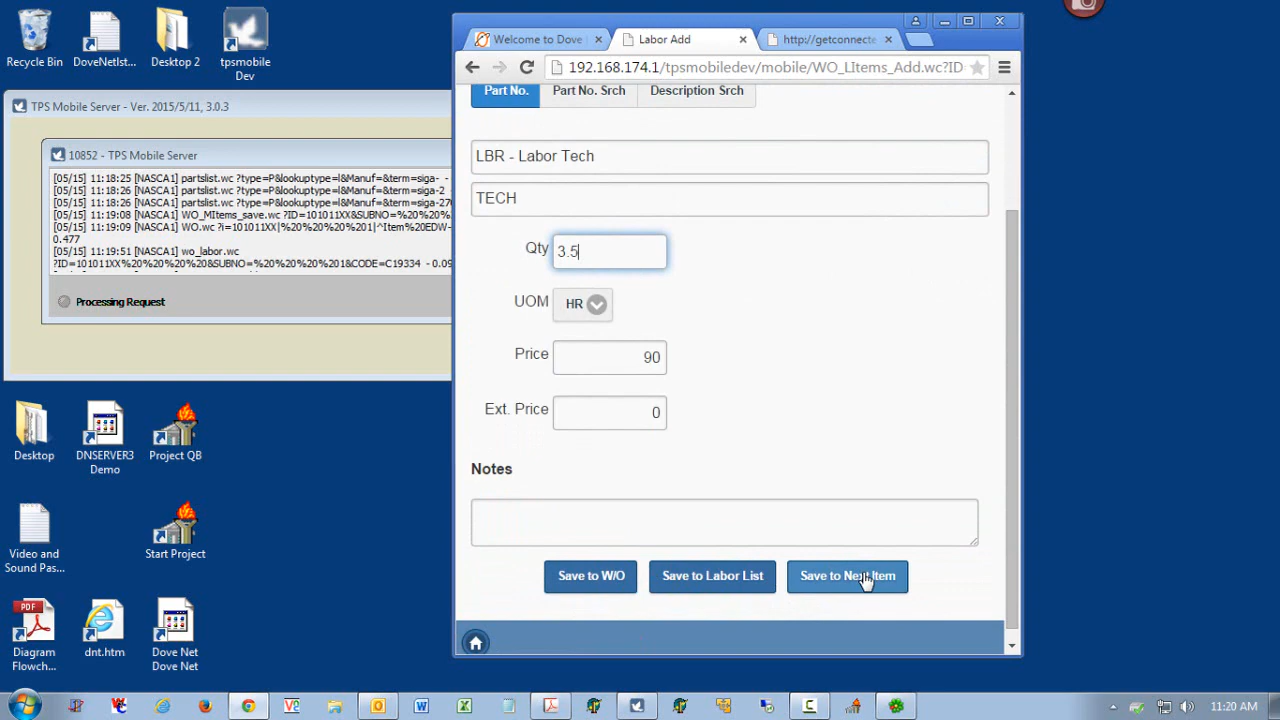 Recycle Bin
DoveNetIst...
Desktop 2
tpsmobile
Dev
TPS Mobile Server - Ver. 2015/5/11, 3.0.3
10852 - TPS Mobile Server
[05/15] 11:18:25 [NASCA1] partslist.wc ?type=P&lookuptype=l&Manuf=&term=siga-
[05/15] 11:18:26 [NASCA1] partslist.wc ?type=P&lookuptype=l&Manuf=&term=siga-2
[05/15] 11:18:26 [NASCA1] partslist.wc ?type=P&lookuptype=l&Manuf=&term=siga-27
[05/15] 11:19:08 [NASCA1] WO_MItems_save.wc ?ID=101011XX&SUBNO=%20%20%
[05/15] 11:19:09 [NASCA1] WO.wc ?i=101011XX|%20%20%20%201|^Item EDW-
0.477
[05/15] 11:19:51 [NASCA1] wo_labor.wc
?ID=101011XX%20%20%20%20&SUBNO=%20%20%20%201&CODE=C19334 - 0.09
Processing Request
Desktop
DNSERVER3
Demo
Project QB
Video and
Sound Pas...
Start Project
Diagram
Flowch...
dnt.htm
Dove Net
Dove Net
Welcome to Dove
Labor Add
http://getconnecte
192.168.174.1/tpsmobiledev/mobile/WO_LItems_Add.wc?ID
Part No.
Part No. Srch
Description Srch
LBR - Labor Tech
TECH
Qty
3.5
UOM
HR
Price
90
Ext. Price
0
Notes
Save to W/O
Save to Labor List
Save to Next Item
11:20 AM